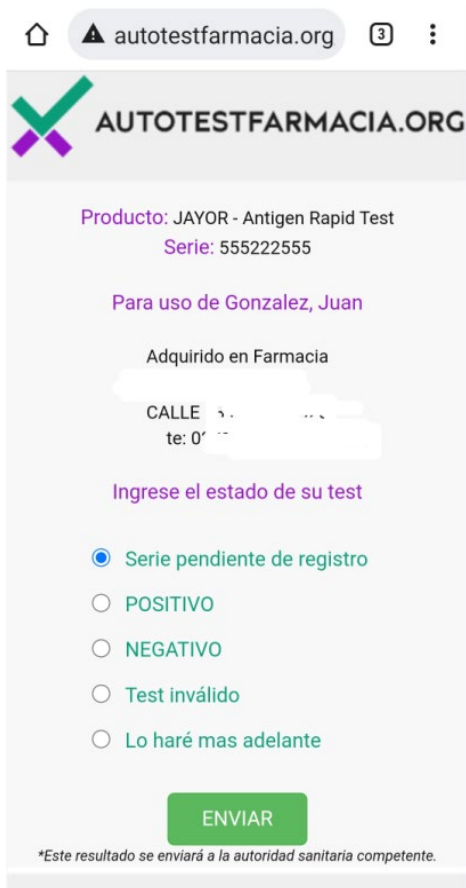 autotestfarmacia.org
3
AUTOTESTFARMACIA.ORG
Producto: JAYOR - Antigen Rapid Test
Serie: 555222555
Para uso de Gonzalez, Juan
Adquirido en Farmacia
CALLE
te:
Ingrese el estado de su test
Serie pendiente de registro
POSITIVO
NEGATIVO
Test inválido
Lo haré mas adelante
ENVIAR
*Este resultado se enviará a la autoridad sanitaria competente.